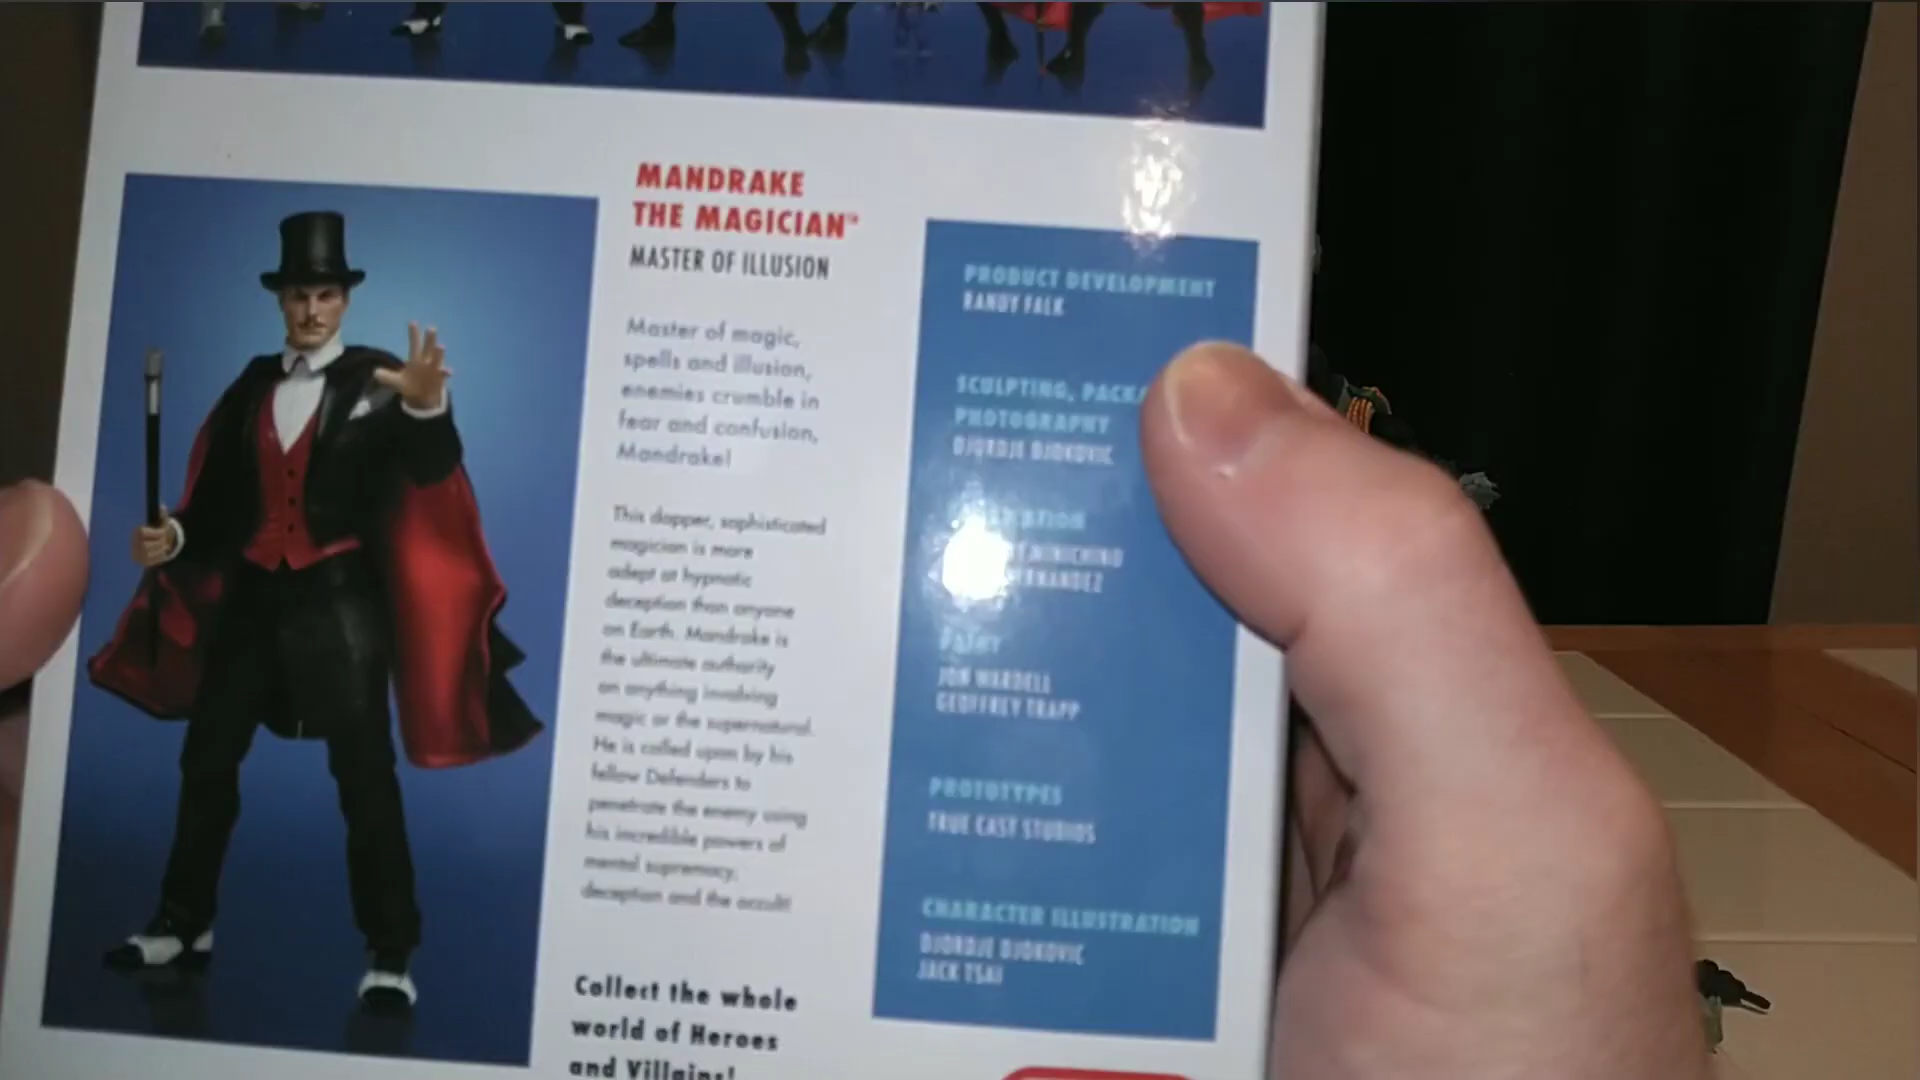 MANDRAKE
THE MAGICIAN™
MASTER OF ILLUSION
Master of magic,
spells and illusion,
enemies crumble in
fear and confusion,
Mandrake!
This dapper, sophisticated
magician is more
adept at hypnotic
deception than anyone
on Earth. Mandrake is
the ultimate authority
on anything involving
magic or the supernatural.
He is called upon by his
fellow Defenders to
penetrate the enemy using
his incredible powers of
mental supremacy,
deception and the occult!
Collect the whole
world of Heroes
and Villains!
PRODUCT DEVELOPMENT
RANDY FALK
SCULPTING,
PHOTOGRAPHY
DJORDJE DJOKOVIC
MINICHINO
PAINT
JON WARDELL
GEOFFREY TRAPP
PROTOTYPES
TRUE CAST STUDIOS
CHARACTER ILLUSTRATION
DJORDJE DJOKOVIC
JACK TSAI